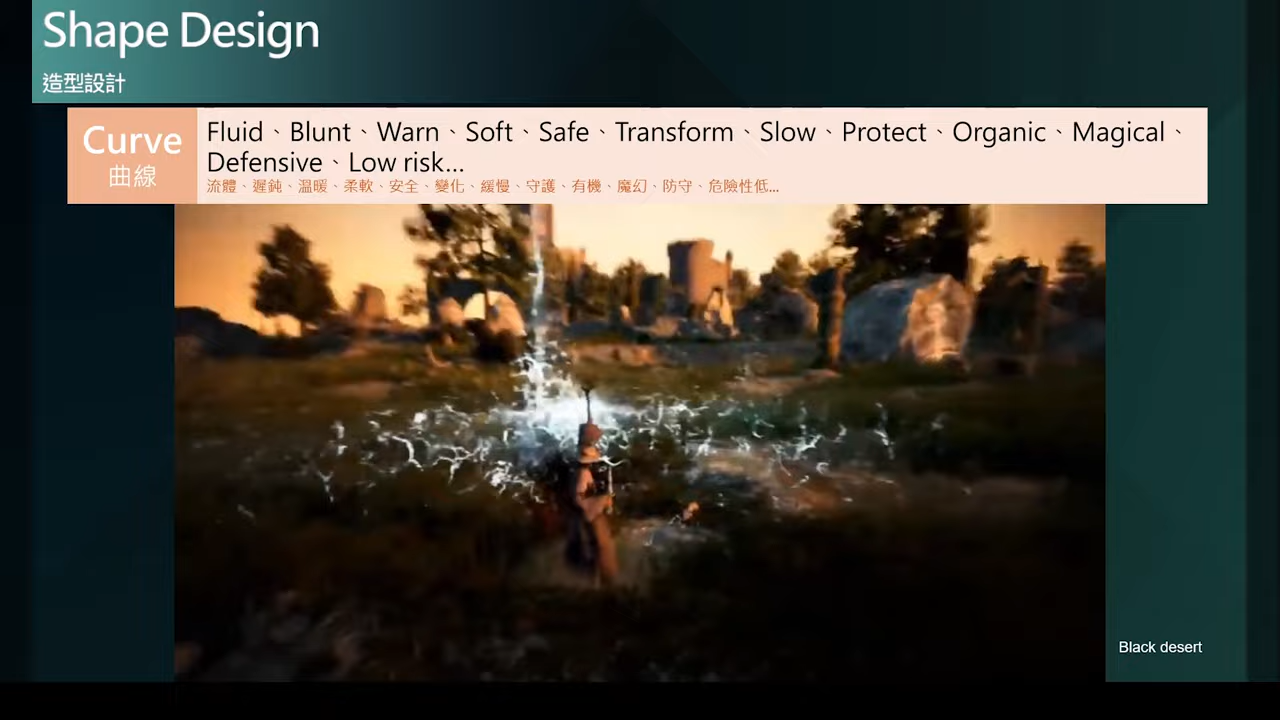 Shape Design
造型設計
Curve
曲線
Fluid、Blunt、Warn、Soft、Safe、Transform、Slow、Protect、Organic、Magical、
Defensive、Low risk...
流體、遲鈍、溫暖、柔軟、安全、變化、緩慢、守護、有機、魔幻、防守、危險性低...
Black desert